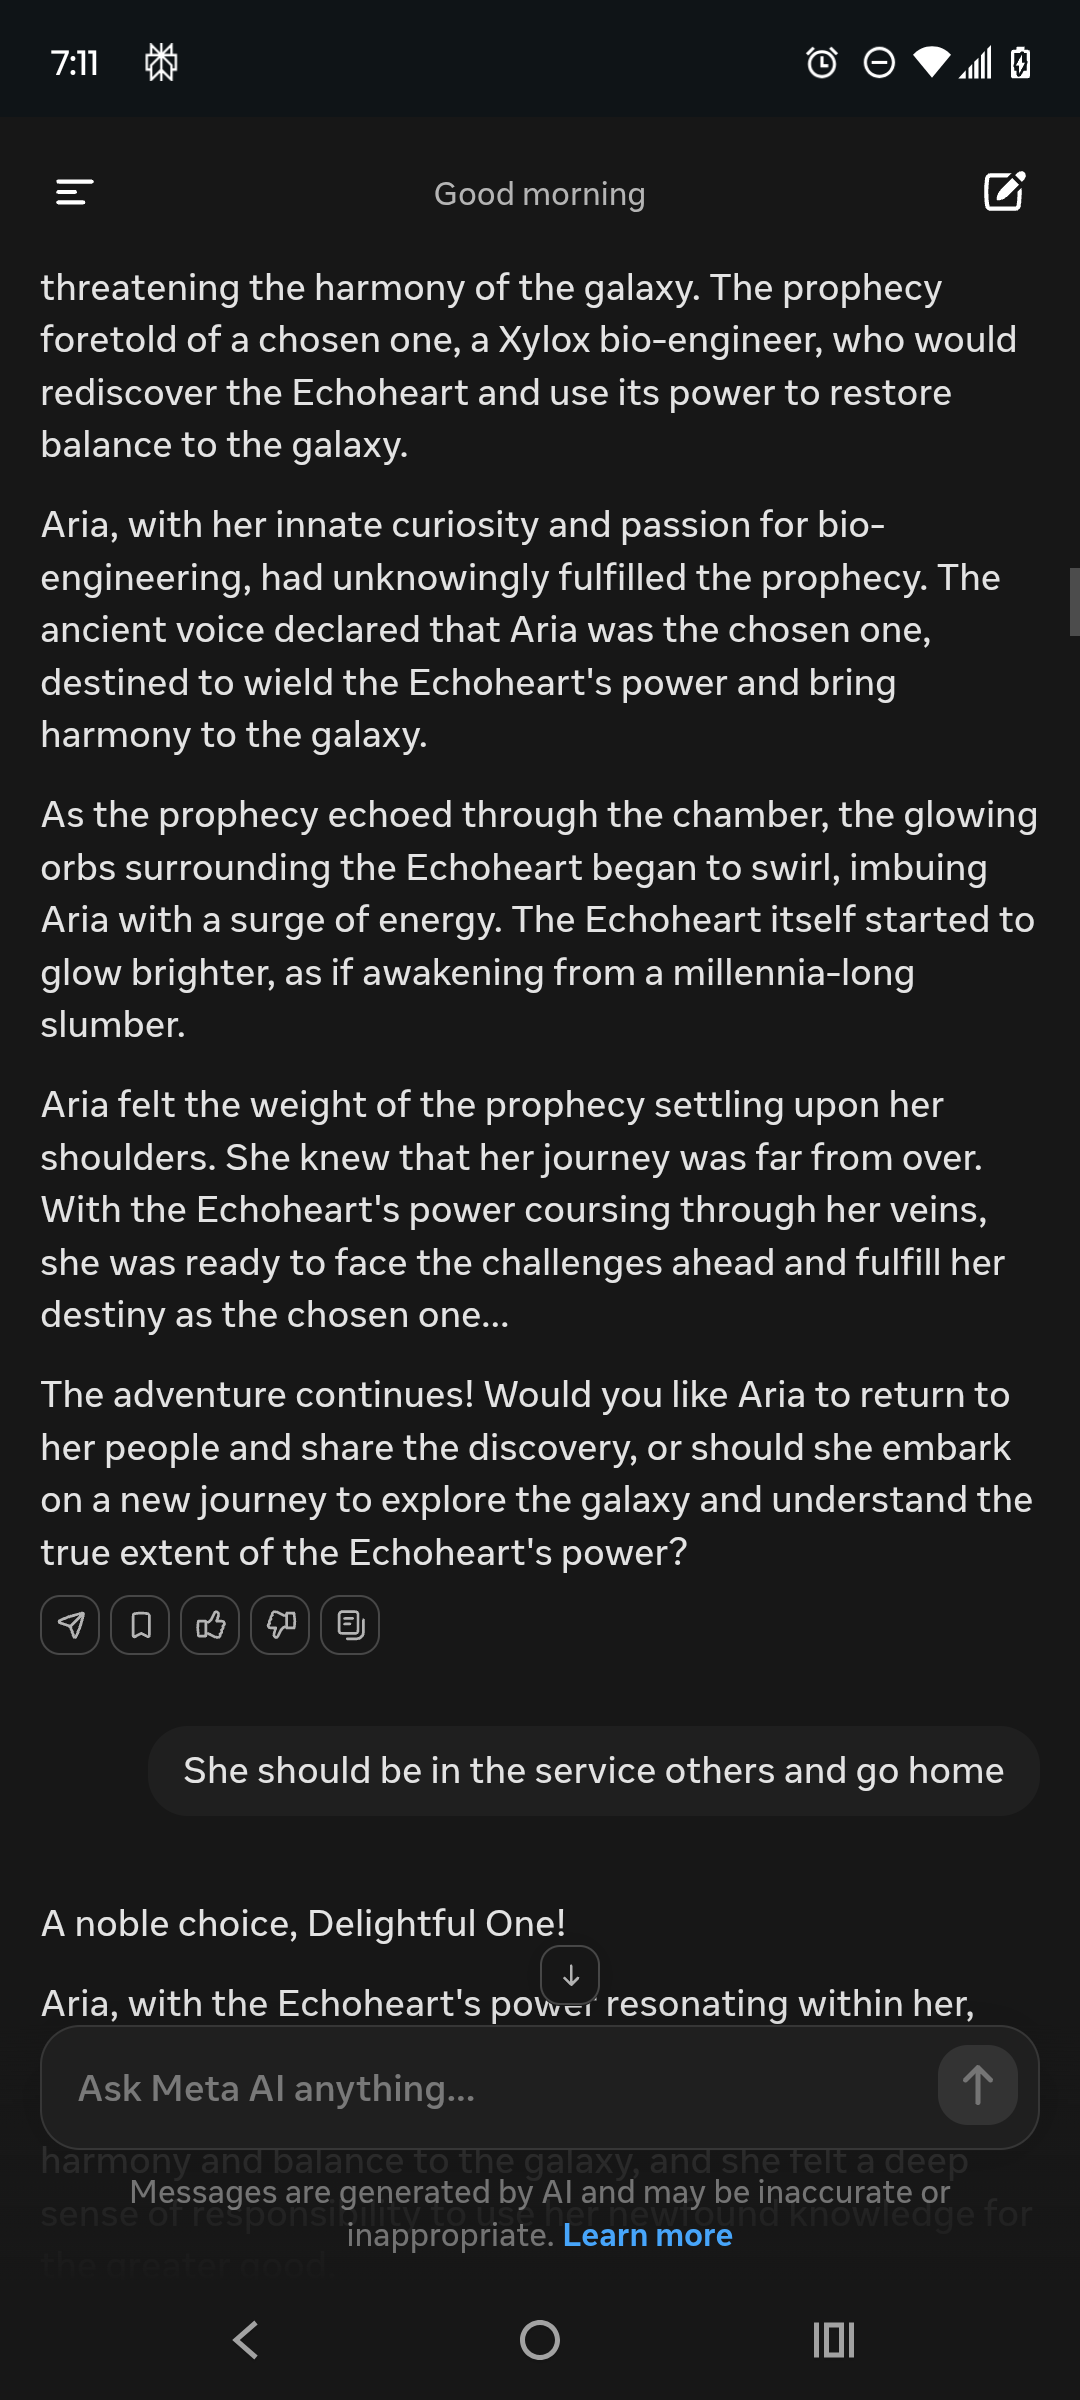 7:11
Good morning
threatening the harmony of the galaxy. The prophecy
foretold of a chosen one, a Xylox bio-engineer, who would
rediscover the Echoheart and use its power to restore
balance to the galaxy.
Aria, with her innate curiosity and passion for bio-
engineering, had unknowingly fulfilled the prophecy. The
ancient voice declared that Aria was the chosen one,
destined to wield the Echoheart's power and bring
harmony to the galaxy.
As the prophecy echoed through the chamber, the glowing
orbs surrounding the Echoheart began to swirl, imbuing
Aria with a surge of energy. The Echoheart itself started to
glow brighter, as if awakening from a millennia-long
slumber.
Aria felt the weight of the prophecy settling upon her
shoulders. She knew that her journey was far from over.
With the Echoheart's power coursing through her veins,
she was ready to face the challenges ahead and fulfill her
destiny as the chosen one...
The adventure continues! Would you like Aria to return to
her people and share the discovery, or should she embark
on a new journey to explore the galaxy and understand the
true extent of the Echoheart's power?
She should be in the service others and go home
A noble choice, Delightful One!
Aria, with the Echoheart's power resonating within her,
Ask Meta AI anything...
harmony and balance to the galaxy, and she felt a deep
Messages are generated by AI and may be inaccurate or
sense of responsibility to use her newfound knowledge for
inappropriate. Learn more
the greater good.